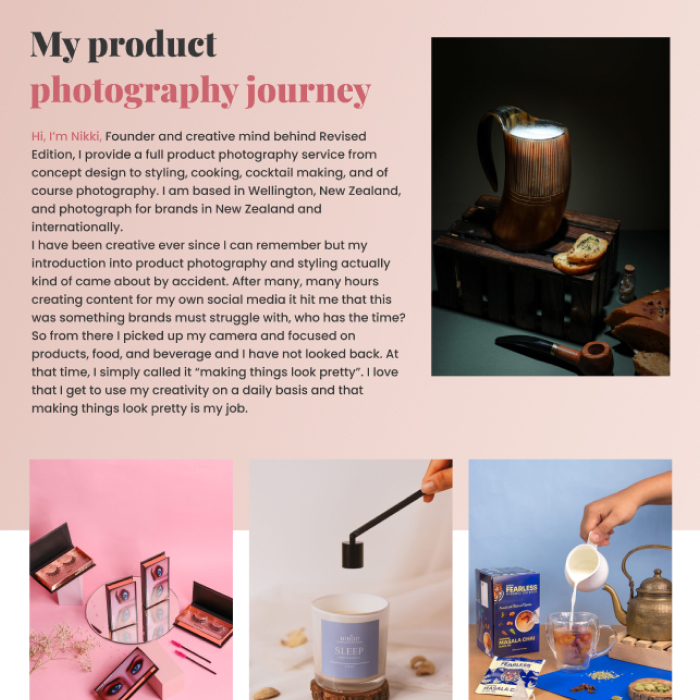 My product
photography journey
Hi, I'm Nikki, Founder and creative mind behind Revised
Edition, I provide a full product photography service from
concept design to styling, cooking, cocktail making, and of
course photography. I am based in Wellington, New Zealand,
and photograph for brands in New Zealand and
internationally.
I have been creative ever since I can remember but my
introduction into product photography and styling actually
kind of came about by accident. After many, many hours
creating content for my own social media it hit me that this
was something brands must struggle with, who has the time?
So from there I picked up my camera and focused on
products, food, and beverage and I have not looked back. At
that time, I simply called it “making things look pretty”. I love
that I get to use my creativity on a daily basis and that
making things look pretty is my job.
SLEEP
FEARLESS
MASALA CHAI
FEARLESS